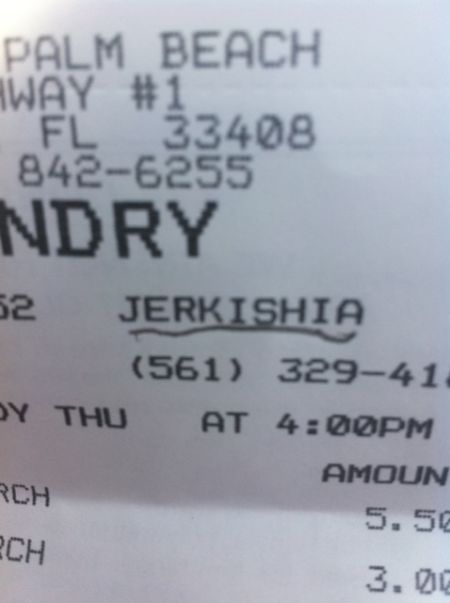 PALM BEACH
HWAY #1
FL 33408
842-6255
NDRY
52 JERKISHIA
(561) 329-41
DY THU AT 4:00PM
AMOUN
RCH 5.50
RCH 3.00